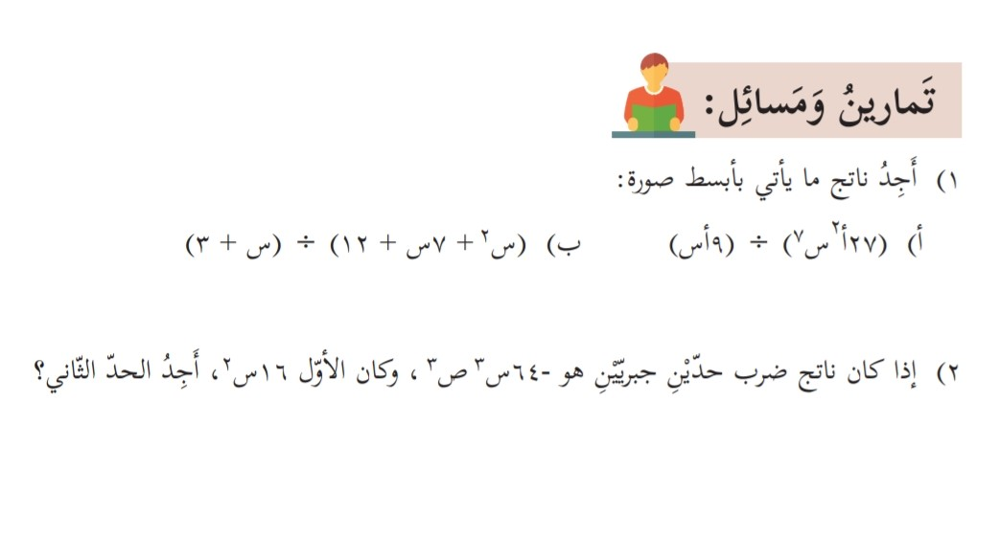 تَمارينُ وَمَسائِل:
١) أَجِدُ ناتج ما يأتي بأبسط صورة:
أ) (٢٧أ٢س٧) ÷ (٩أس) ب) (س٢ + ٧س + ١٢) ÷ (س + ٣)
٢) إذا كان ناتج ضرب حدّيْنِ جبريّيْنِ هو -٦٤س٣ص٣، وكان الأوّل ١٦س٢، أَجِدُ الحدّ الثّاني؟